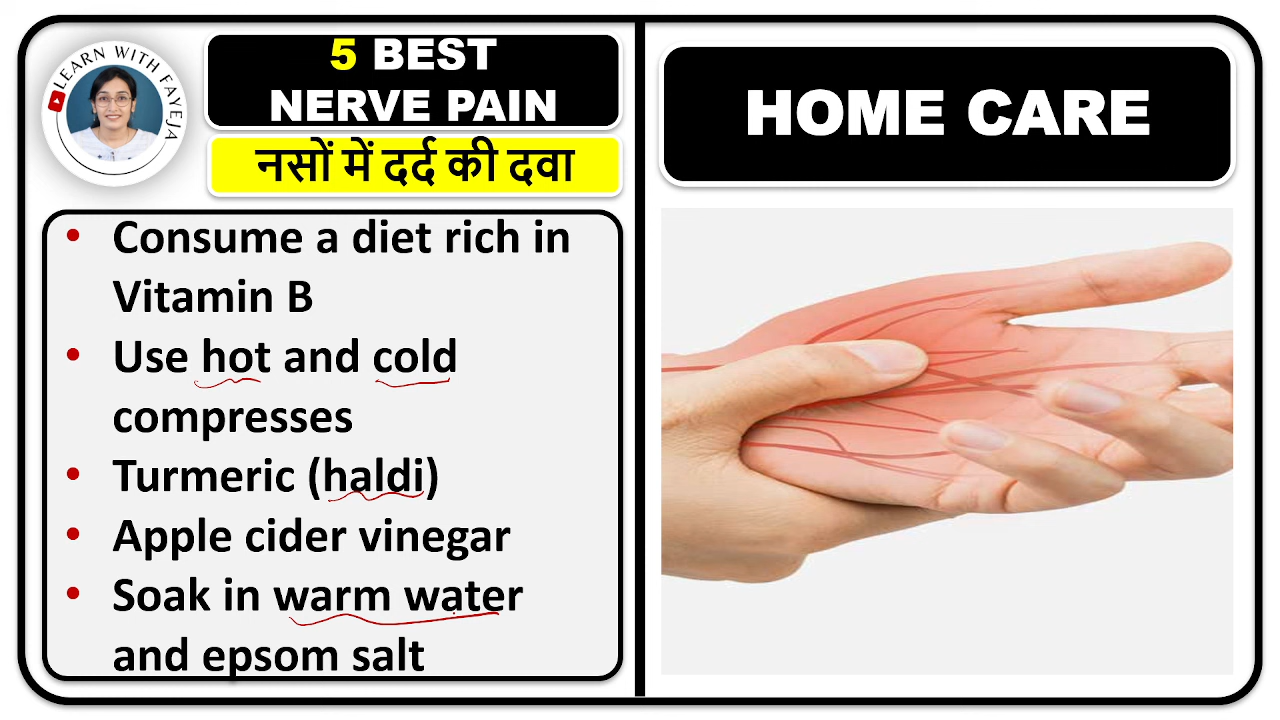 LEARN WITH FAYEJA
5 BEST
NERVE PAIN
नसों में दर्द की दवा
• Consume a diet rich in
Vitamin B
• Use hot and cold
compresses
• Turmeric (haldi)
• Apple cider vinegar
• Soak in warm water
and epsom salt
HOME CARE